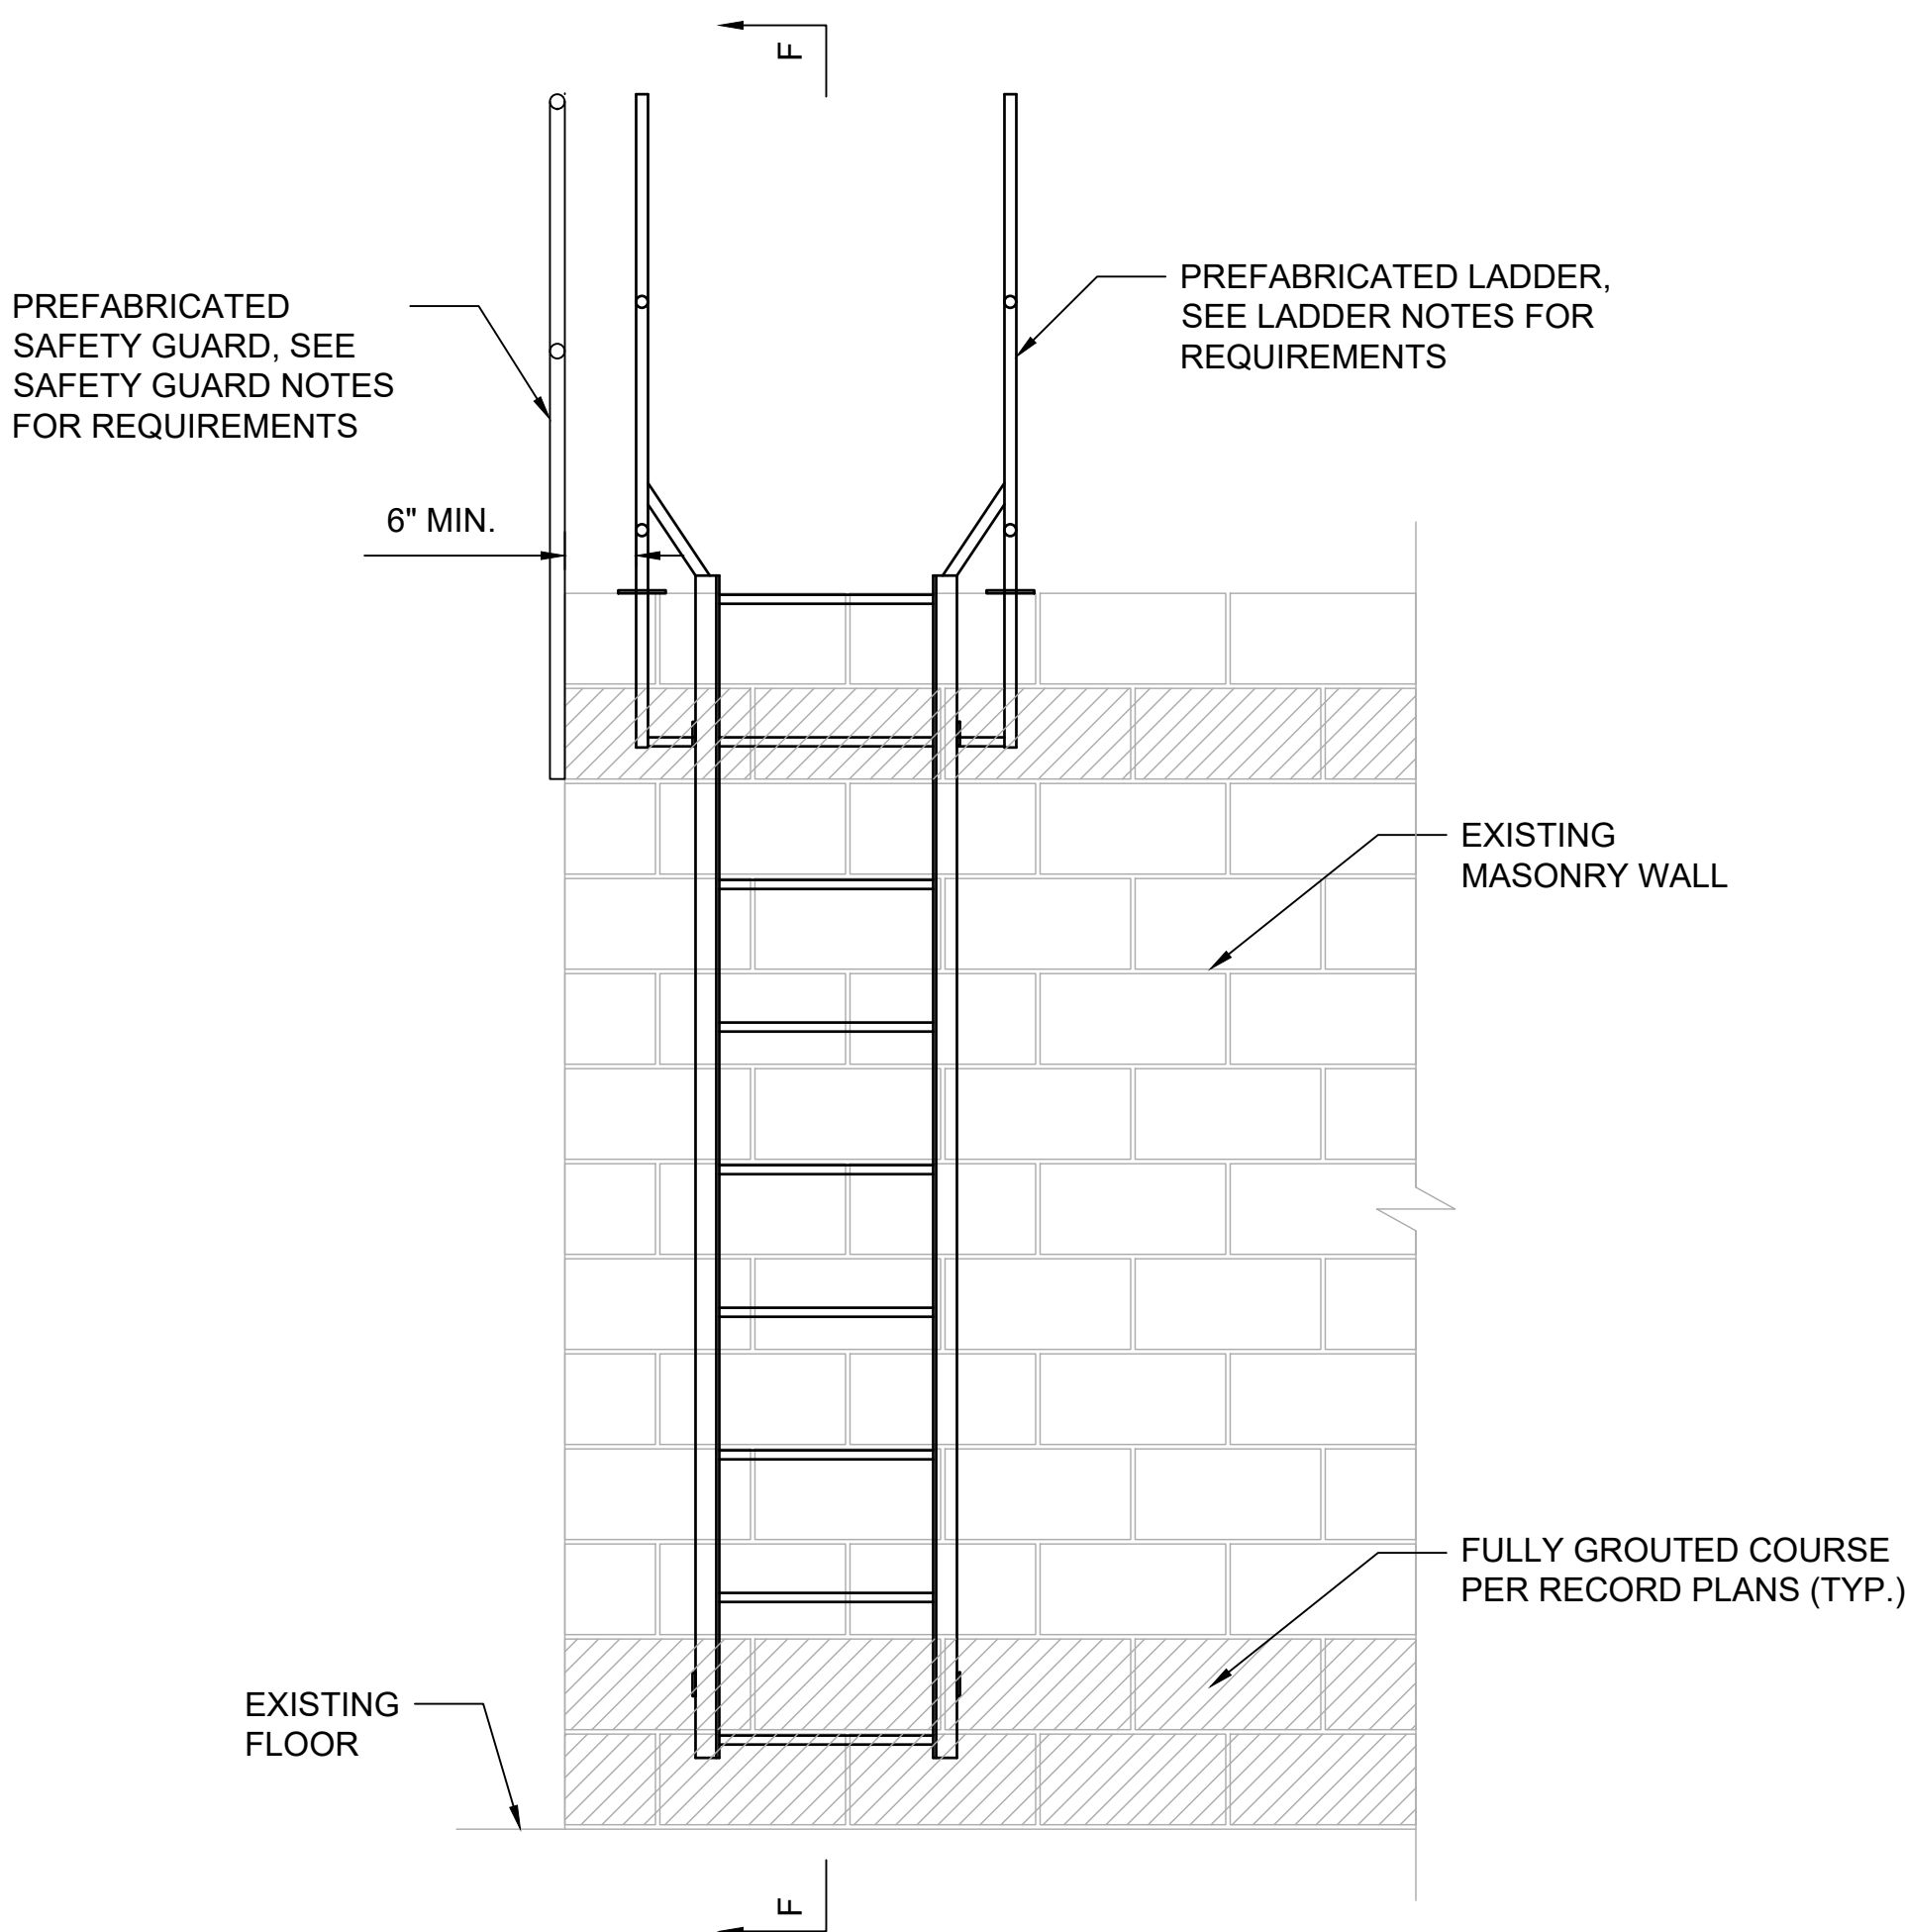 F
PREFABRICATED
SAFETY GUARD, SEE
SAFETY GUARD NOTES
FOR REQUIREMENTS
PREFABRICATED LADDER,
SEE LADDER NOTES FOR
REQUIREMENTS
6" MIN.
EXISTING
MASONRY WALL
FULLY GROUTED COURSE
PER RECORD PLANS (TYP.)
EXISTING
FLOOR
F